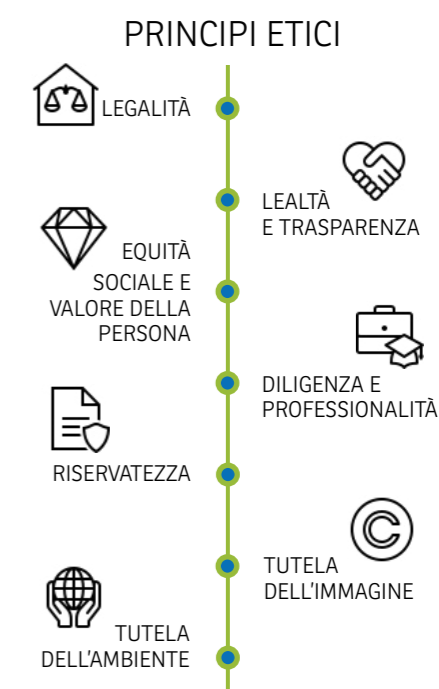 PRINCIPI ETICI
LEGALITÀ
LEALTÀ
E TRASPARENZA
EQUITÀ
SOCIALE E
VALORE DELLA
PERSONA
DILIGENZA E
PROFESSIONALITÀ
RISERVATEZZA
C
TUTELA
DELL'IMMAGINE
TUTELA
DELL'AMBIENTE